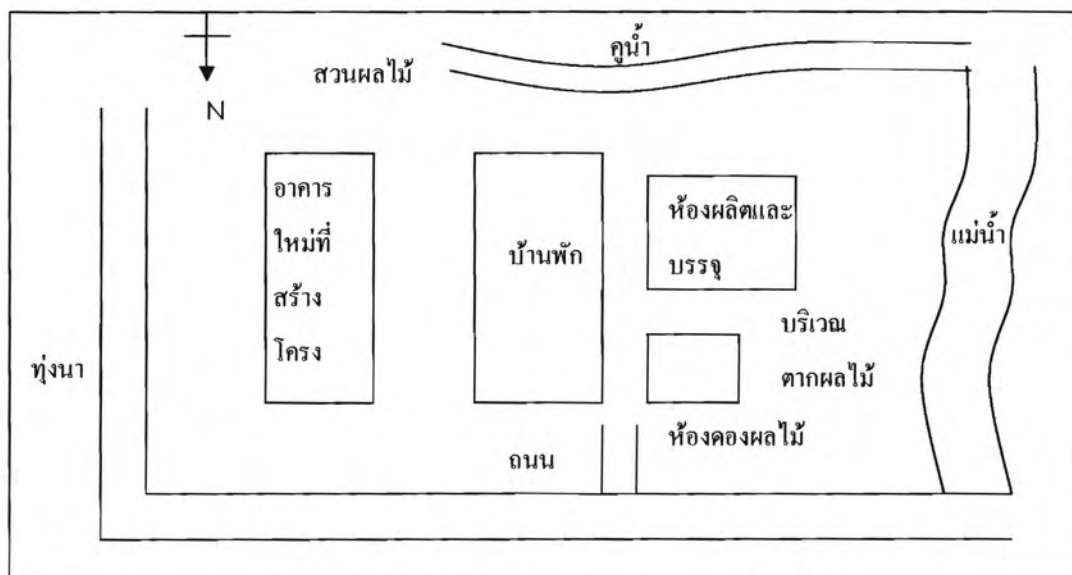 คูน้ำ
สวนผลไม้
N
อาคาร
ใหม่ที่
สร้าง
โครง
บ้านพัก
ห้องผลิตและ
บรรจุ
แม่น้ำ
บริเวณ
ตากผลไม้
ทุ่งนา
ห้องดองผลไม้
ถนน